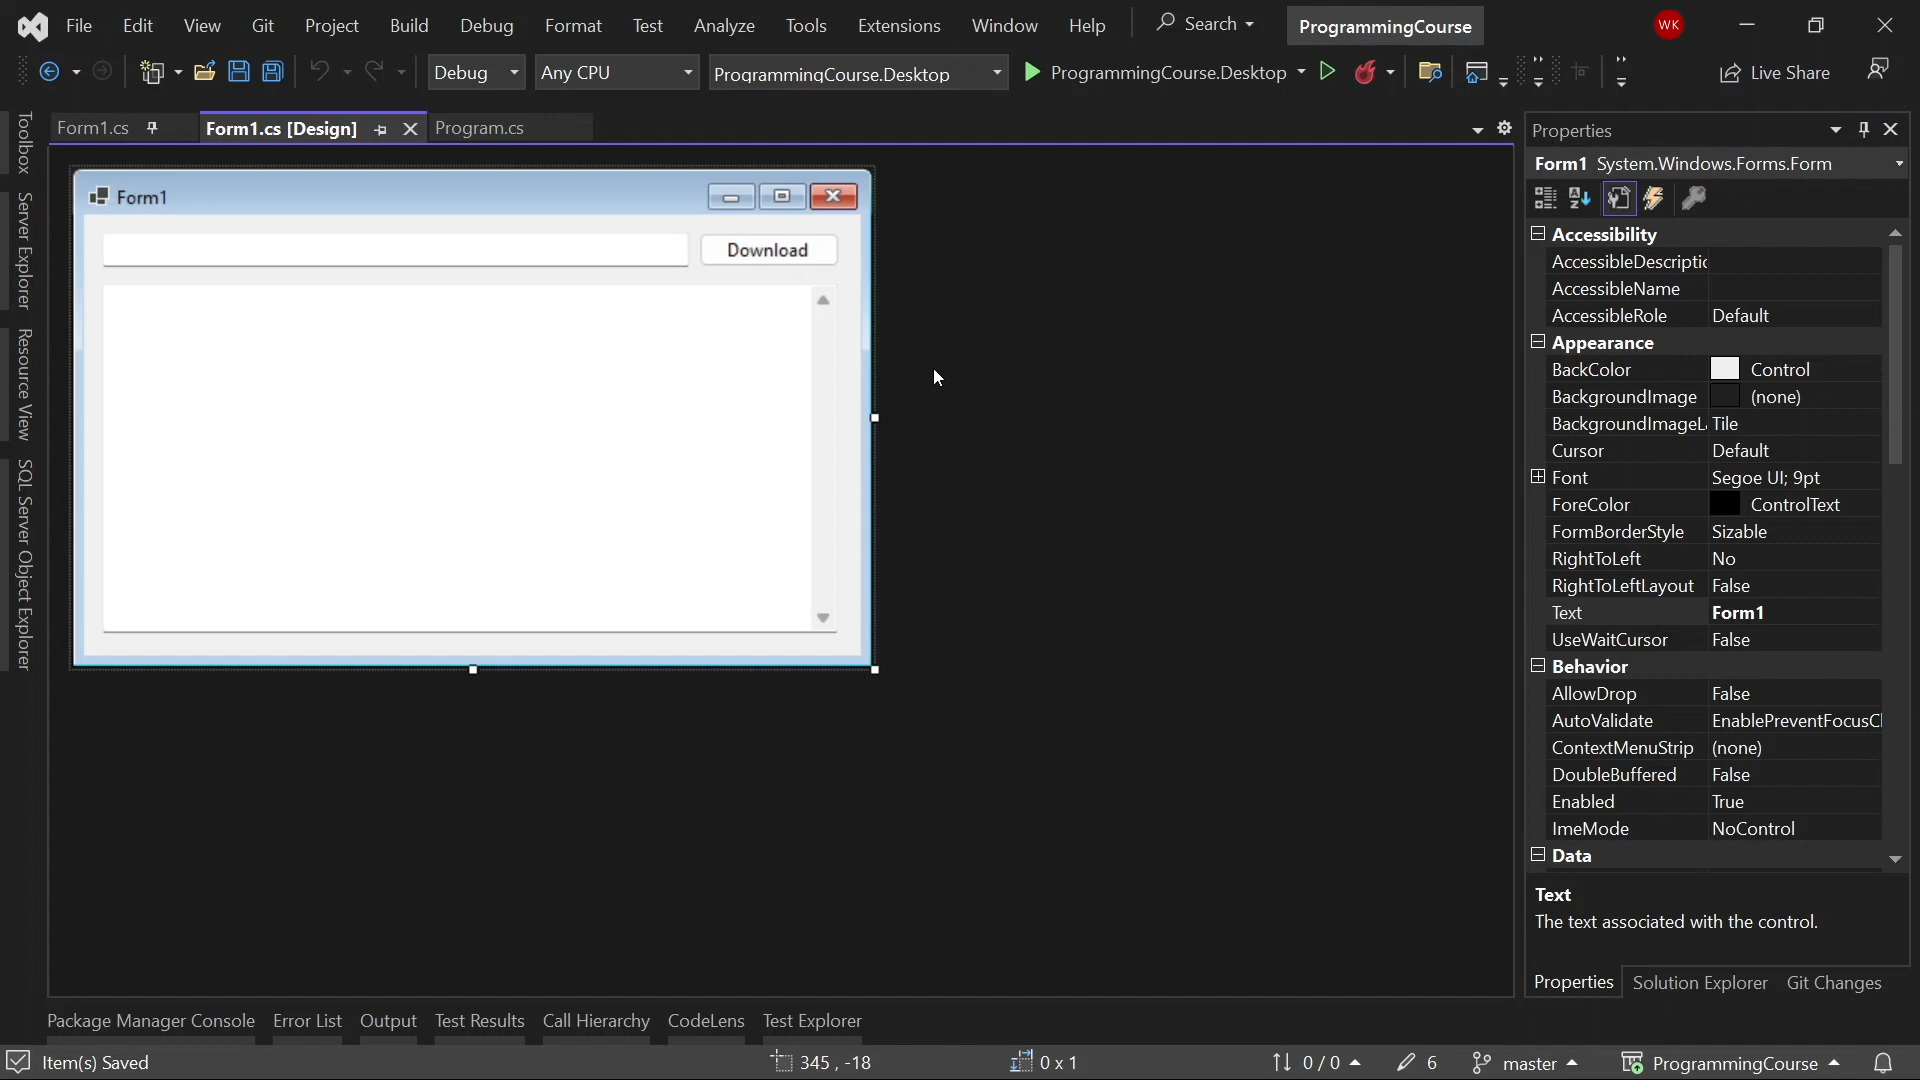 File Edit View Git Project Build Debug Format Test Analyze Tools Extensions Window Help Search ProgrammingCourse WK
Debug Any CPU ProgrammingCourse.Desktop ProgrammingCourse.Desktop Live Share
Toolbox
Server Explorer
Resource View
SQL Server Object Explorer
Form1.cs Form1.cs [Design] Program.cs
Form1
Download
Properties
Form1 System.Windows.Forms.Form
Accessibility
AccessibleDescriptic
AccessibleName
AccessibleRole Default
Appearance
BackColor Control
BackgroundImage (none)
BackgroundImageL Tile
Cursor Default
Font Segoe UI; 9pt
ForeColor ControlText
FormBorderStyle Sizable
RightToLeft No
RightToLeftLayout False
Text Form1
UseWaitCursor False
Behavior
AllowDrop False
AutoValidate EnablePreventFocusCl
ContextMenuStrip (none)
DoubleBuffered False
Enabled True
ImeMode NoControl
Data
Text
The text associated with the control.
Properties Solution Explorer Git Changes
Package Manager Console Error List Output Test Results Call Hierarchy CodeLens Test Explorer
Item(s) Saved 345 , -18 0 x 1 0 / 0 6 master ProgrammingCourse